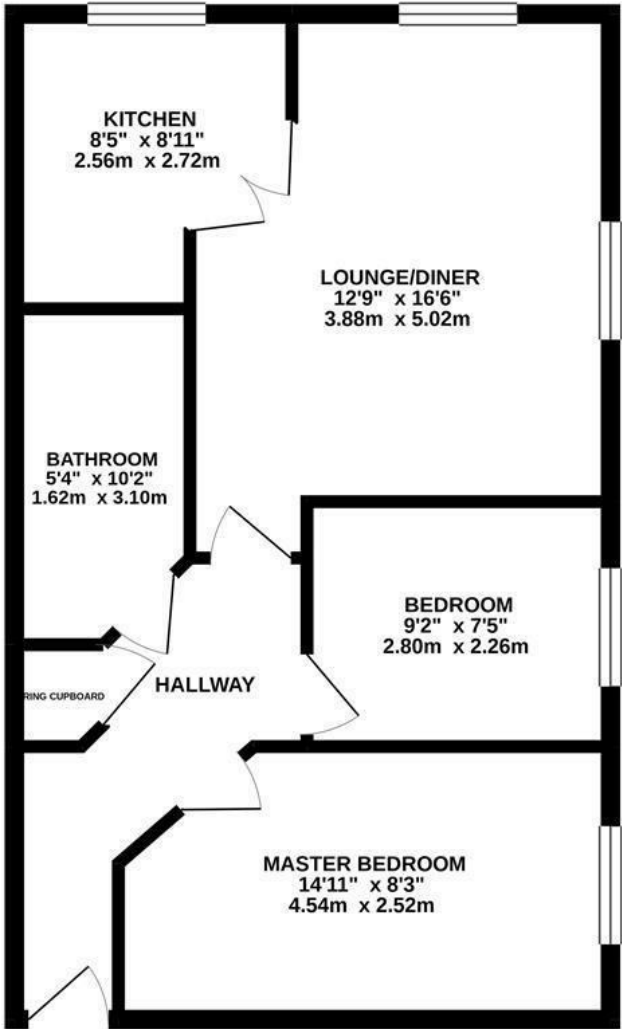 KITCHEN
8'5" x 8'11"
2.56m x 2.72m
LOUNGE/DINER
12'9" x 16'6"
3.88m x 5.02m
BATHROOM
5'4" x 10'2"
1.62m x 3.10m
BEDROOM
9'2" x 7'5"
2.80m x 2.26m
HALLWAY
RING CUPBOARD
MASTER BEDROOM
14'11" x 8'3"
4.54m x 2.52m